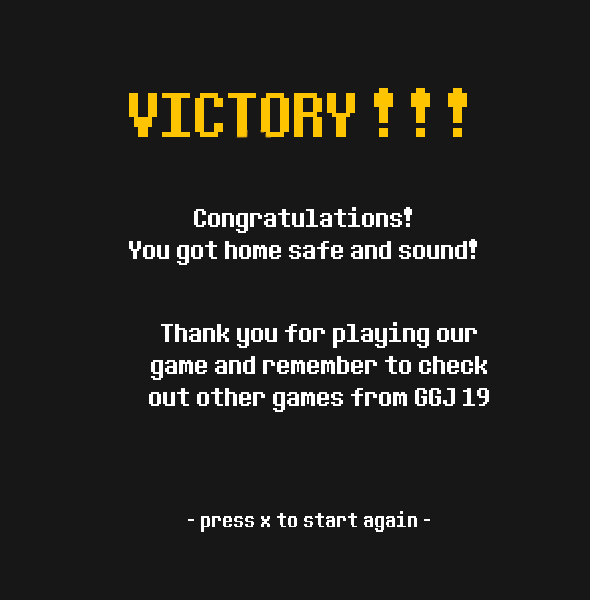 VICTORY!!!
Congratulations!
You got home safe and sound!
Thank you for playing our
game and remember to check
out other games from GGJ 19
- press x to start again -